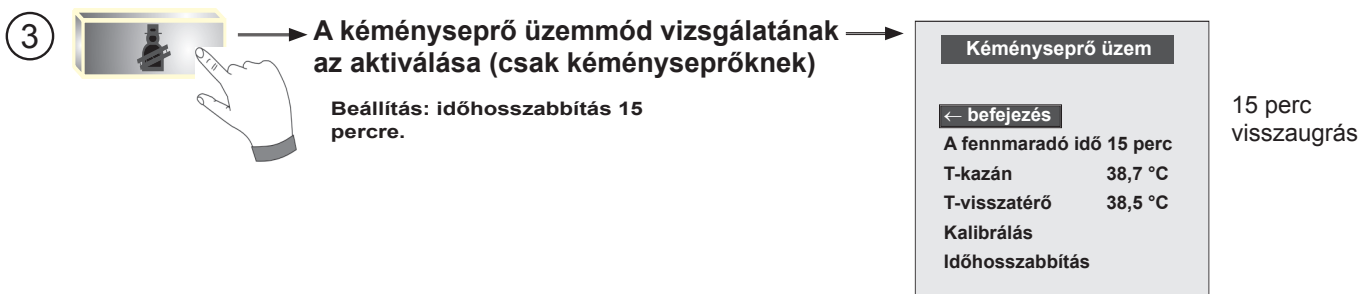 3
A kéményseprő üzemmód vizsgálatának
az aktiválása (csak kéményseprőknek)
Beállítás: időhosszabbítás 15
percre.
Kéményseprő üzem
← befejezés
A fennmaradó idő 15 perc
T-kazán 38,7 °C
T-visszatérő 38,5 °C
Kalibrálás
Időhosszabbítás
15 perc
visszaugrás